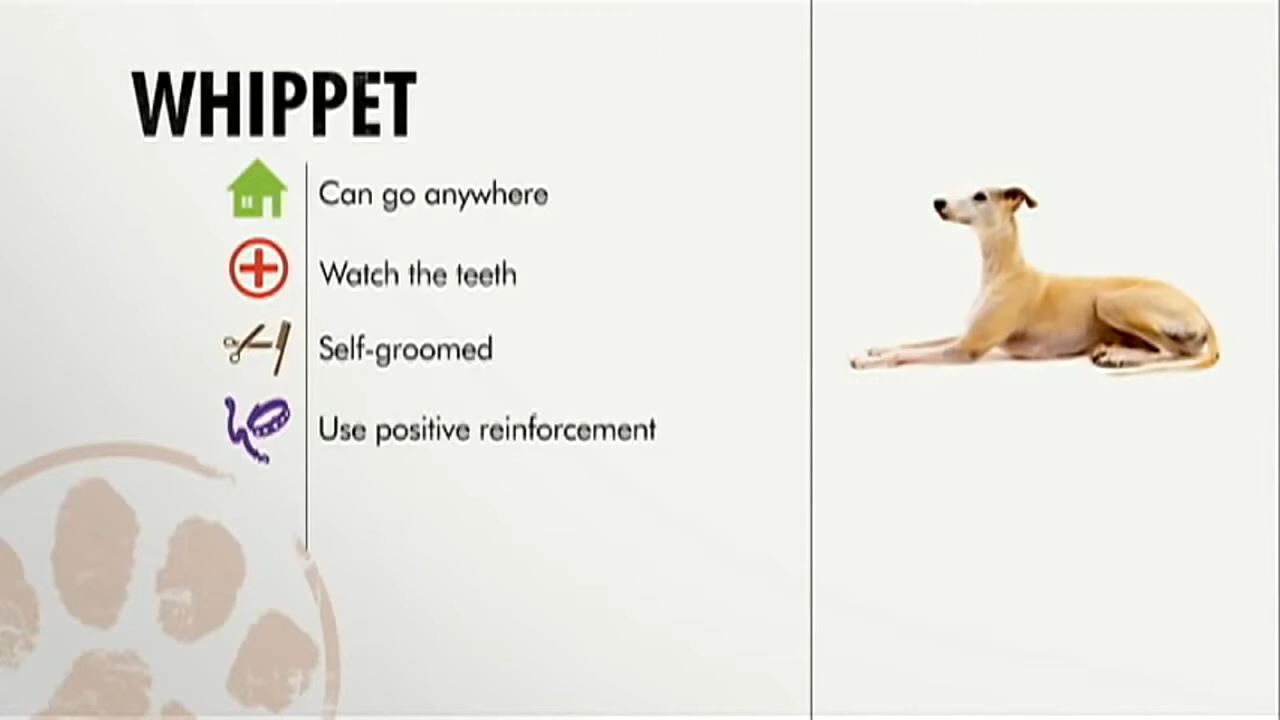 WHIPPET
Can go anywhere
Watch the teeth
Self-groomed
Use positive reinforcement